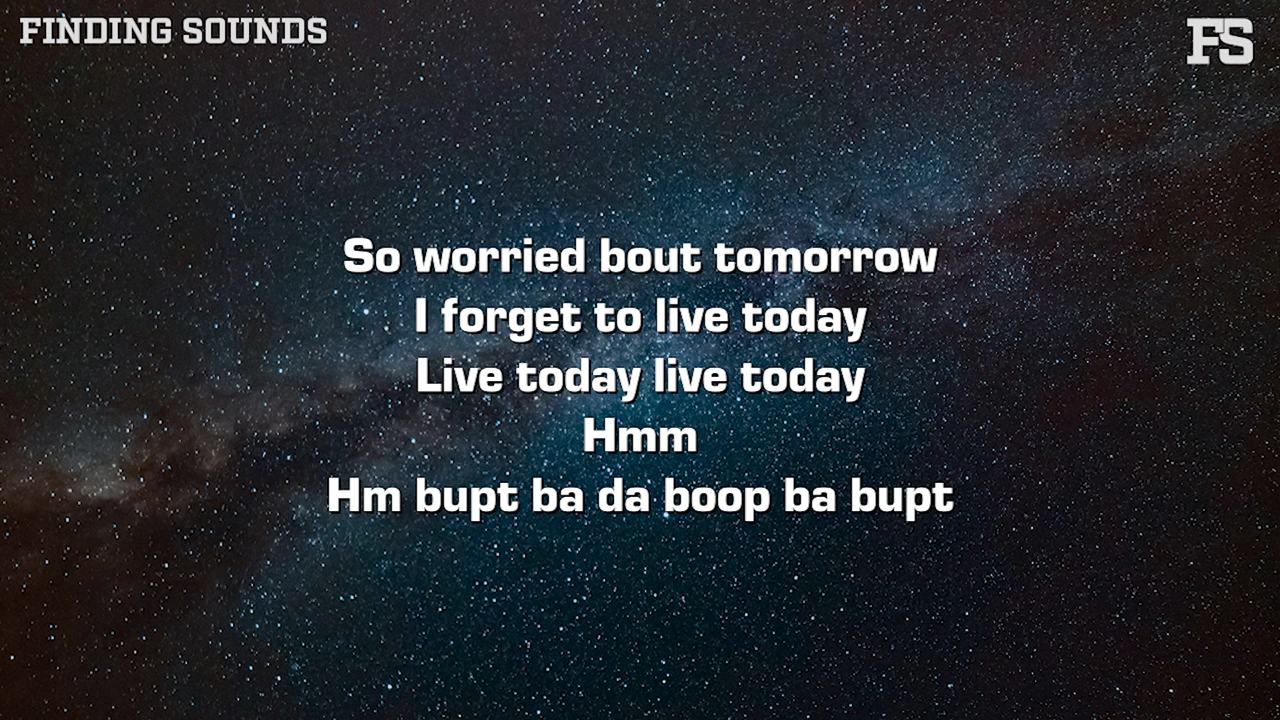 FINDING SOUNDS
FS
So worried bout tomorrow
I forget to live today
Live today live today
Hmm
Hm bupt ba da boop ba bupt